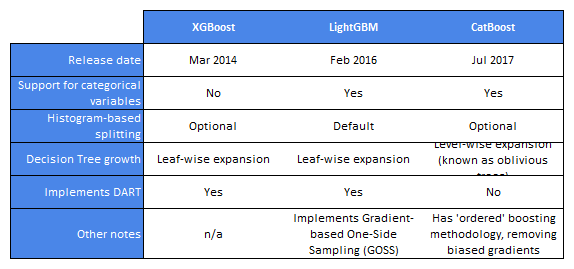 XGBoost LightGBM CatBoost
Release date Mar 2014 Feb 2016 Jul 2017
Support for categorical
variables No Yes Yes
Histogram-based
splitting Optional Default Optional
Decision Tree growth Leaf-wise expansion Leaf-wise expansion Level-wise expansion
(known as oblivious
trees)
Implements DART Yes Yes No
Other notes n/a Implements Gradient-
based One-Side
Sampling (GOSS) Has 'ordered' boosting
methodology, removing
biased gradients